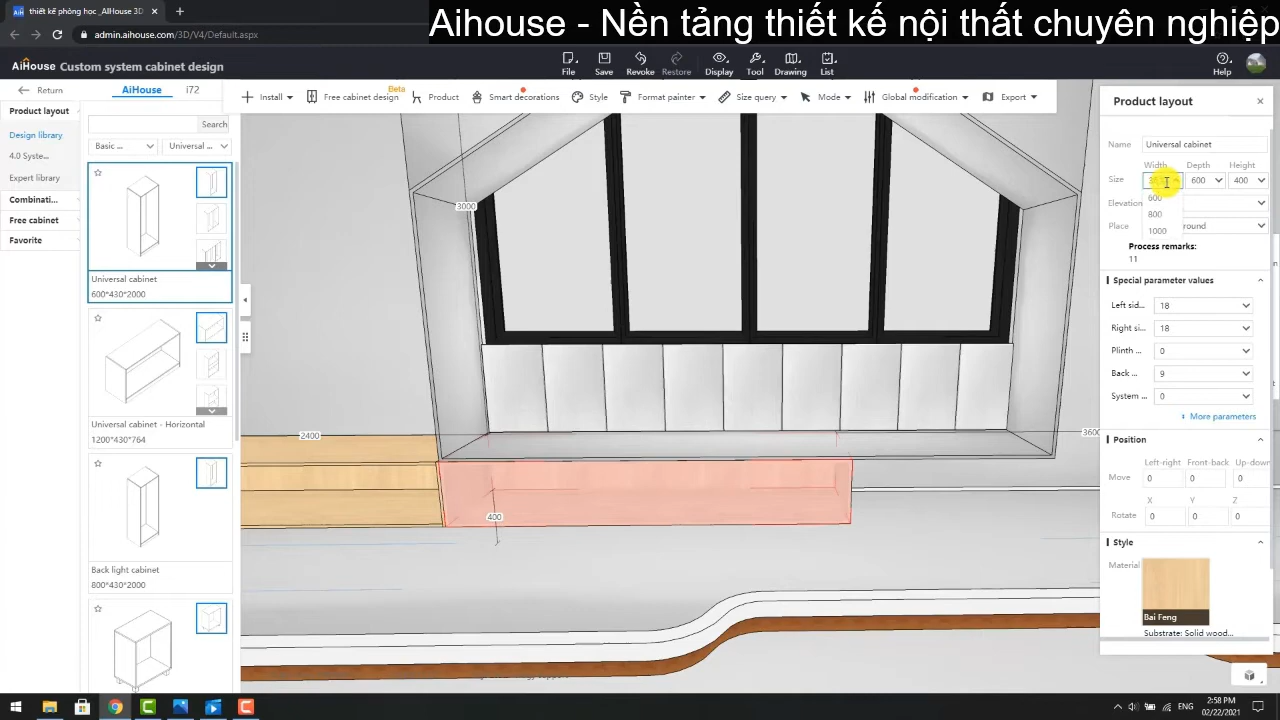 thiết kế phòng học_AIHouse 3D
Aihouse - Nền tảng thiết kế nội thất chuyên nghiệp
admin.aihouse.com/3D/V4/Default.aspx
AiHouse Custom system cabinet design
File Save Revoke Restore Display Tool Drawing List Help
Return AiHouse i72
Beta
Install Free cabinet design Product Smart decorations Style Format painter Size query Mode Global modification Export
Product layout
Design library
4.0 Syste...
Expert library
Combinati...
Free cabinet
Favorite
Search
Basic ... Universal ...
Universal cabinet
600*430*2000
Universal cabinet - Horizontal
1200*430*764
Back light cabinet
800*430*2000
3000
2400
3600
400
Product layout
Name Universal cabinet
Width Depth Height
Size 600 400
600
800
1000
Elevation
Place round
Process remarks:
11
Special parameter values
Left sid... 18
Right si... 18
Plinth ... 0
Back ... 9
System ... 0
More parameters
Position
Left-right Front-back Up-down
Move 0 0 0
X Y Z
Rotate 0 0 0
Style
Material
Bai Feng
Substrate: Solid wood...
ENG
2:58 PM
02/22/2021